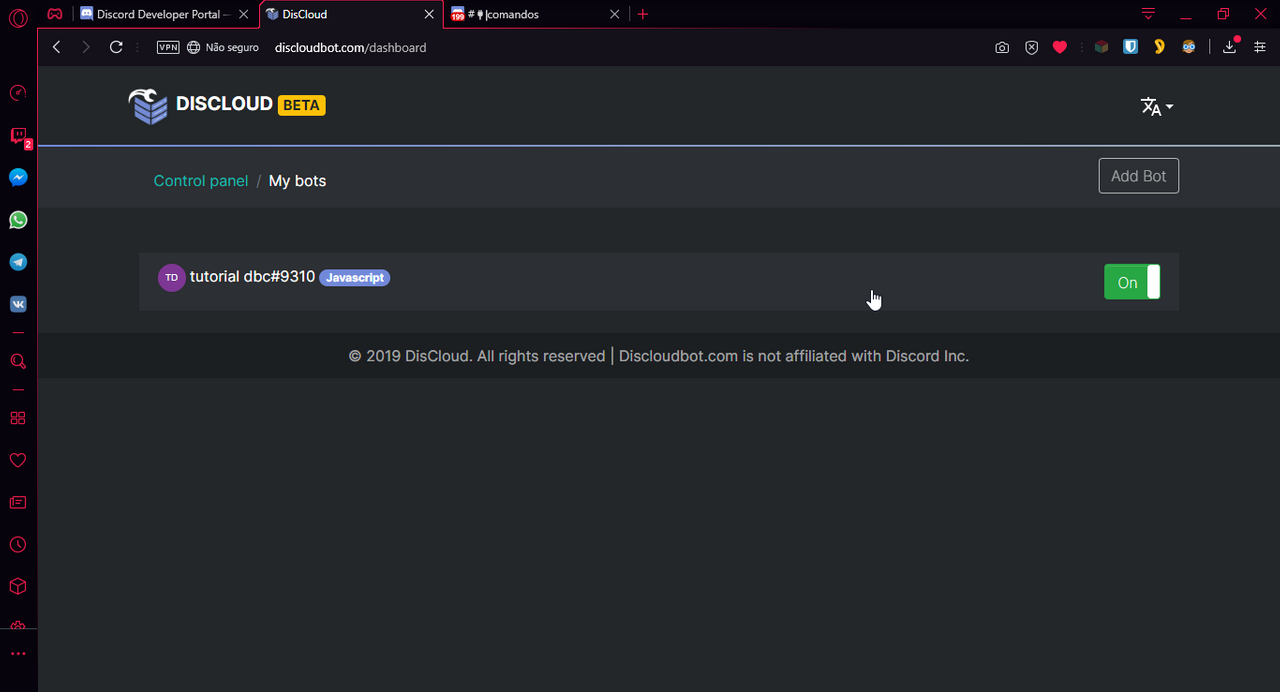 Discord Developer Portal —
DisCloud
199
# |comandos
VPN
Não seguro
discloudbot.com/dashboard
DISCLOUD BETA
2
Control panel / My bots
Add Bot
TD
tutorial dbc#9310 Javascript
On
© 2019 DisCloud. All rights reserved | Discloudbot.com is not affiliated with Discord Inc.